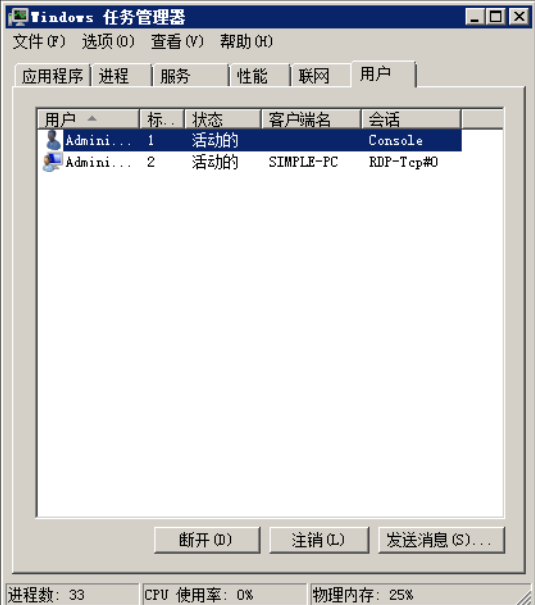 Windows 任务管理器
文件(F) 选项(O) 查看(V) 帮助(H)
应用程序 进程 服务 性能 联网 用户
用户 标.. 状态 客户端名 会话
Admini... 1 活动的 Console
Admini... 2 活动的 SIMPLE-PC RDP-Tcp#0
断开(D) 注销(L) 发送消息(S)...
进程数: 33 CPU 使用率: 0% 物理内存: 25%